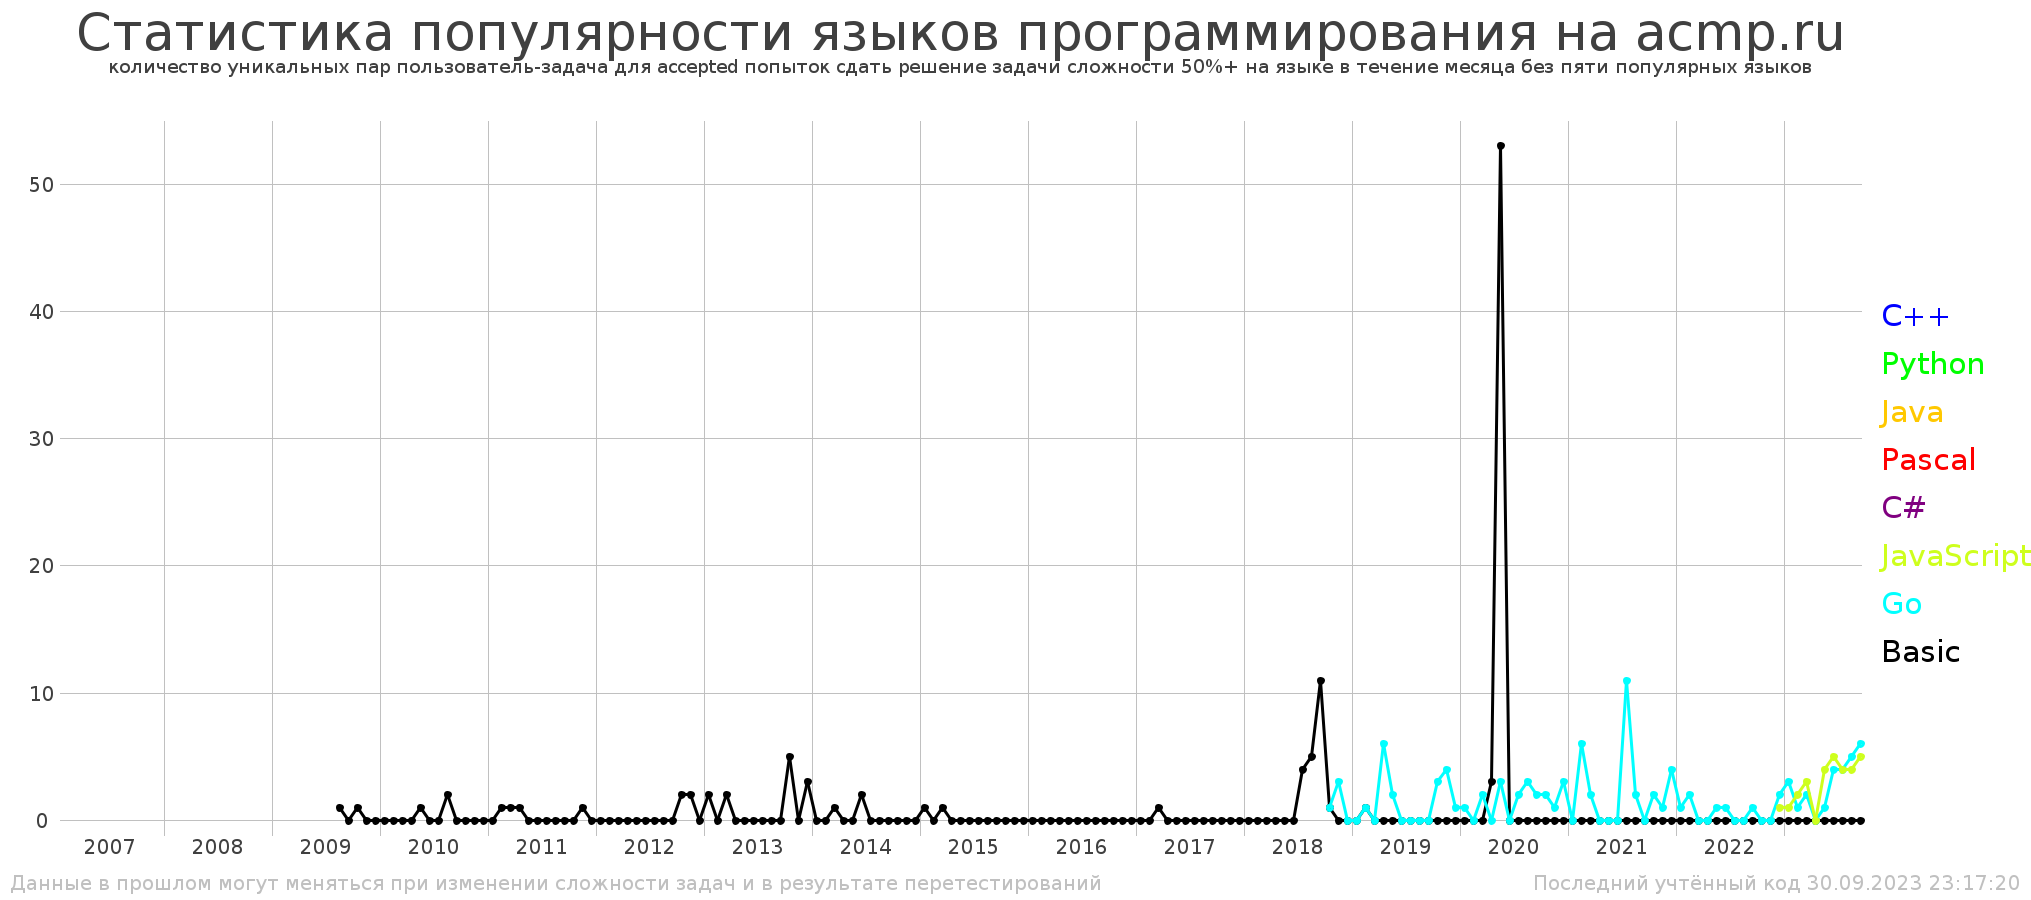 Статистика популярности языков программирования на acmp.ru
количество уникальных пар пользователь-задача для accepted попыток сдать решение задачи сложности 50%+ на языке в течение месяца без пяти популярных языков
50
40
30
20
10
0
C++
Python
Java
Pascal
C#
JavaScript
Go
Basic
2007 2008 2009 2010 2011 2012 2013 2014 2015 2016 2017 2018 2019 2020 2021 2022
Данные в прошлом могут меняться при изменении сложности задач и в результате перетестирований
Последний учтённый код 30.09.2023 23:17:20